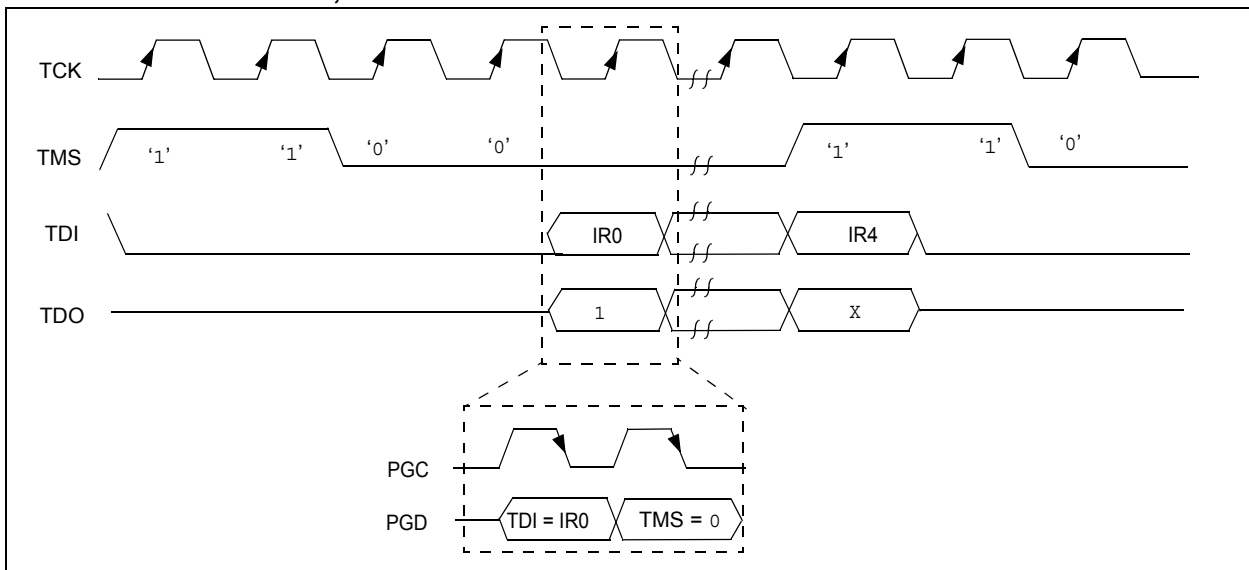 TCK
TMS
‘1’ ‘1’ ‘0’ ‘0’ ‘1’ ‘1’ ‘0’
TDI
IR0 IR4
TDO
1 X
PGC
PGD
TDI = IR0 TMS = 0